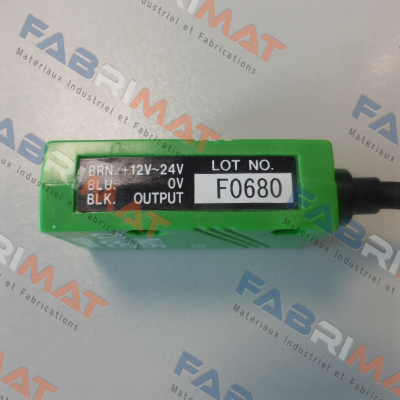 BRN. +12V~24V
BLU. 0V
BLK. OUTPUT
LOT NO.
F0680
FABRIMAT
Materiaux Industriel et Fabrications